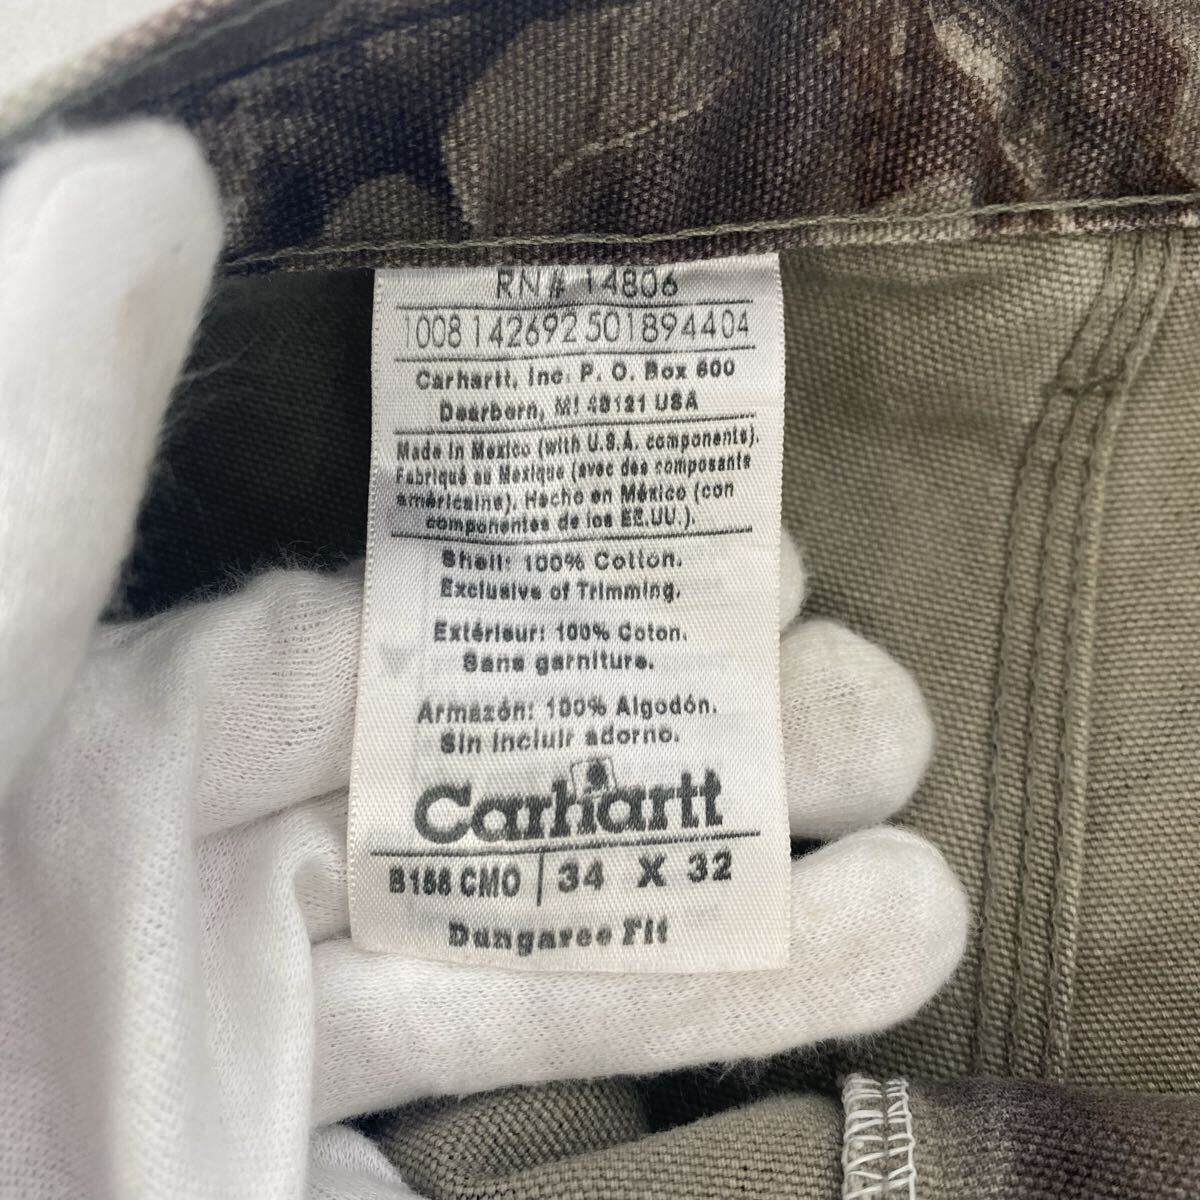 RN# 14806
1008142692501894404
Carhartt, Inc. P. O. Box 600
Dearborn, MI 48121 USA
Made in Mexico (with U.S.A. components).
Fabriqué au Mexique (avec des composants
américains). Hecho en México (con
componentes de los EE.UU.).
Shell: 100% Cotton.
Exclusive of Trimming.
Extérieur: 100% Coton.
Sans garniture.
Armazón: 100% Algodón.
Sin incluir adorno.
Carhartt
CMO 34 X 32
Dungaree Fit